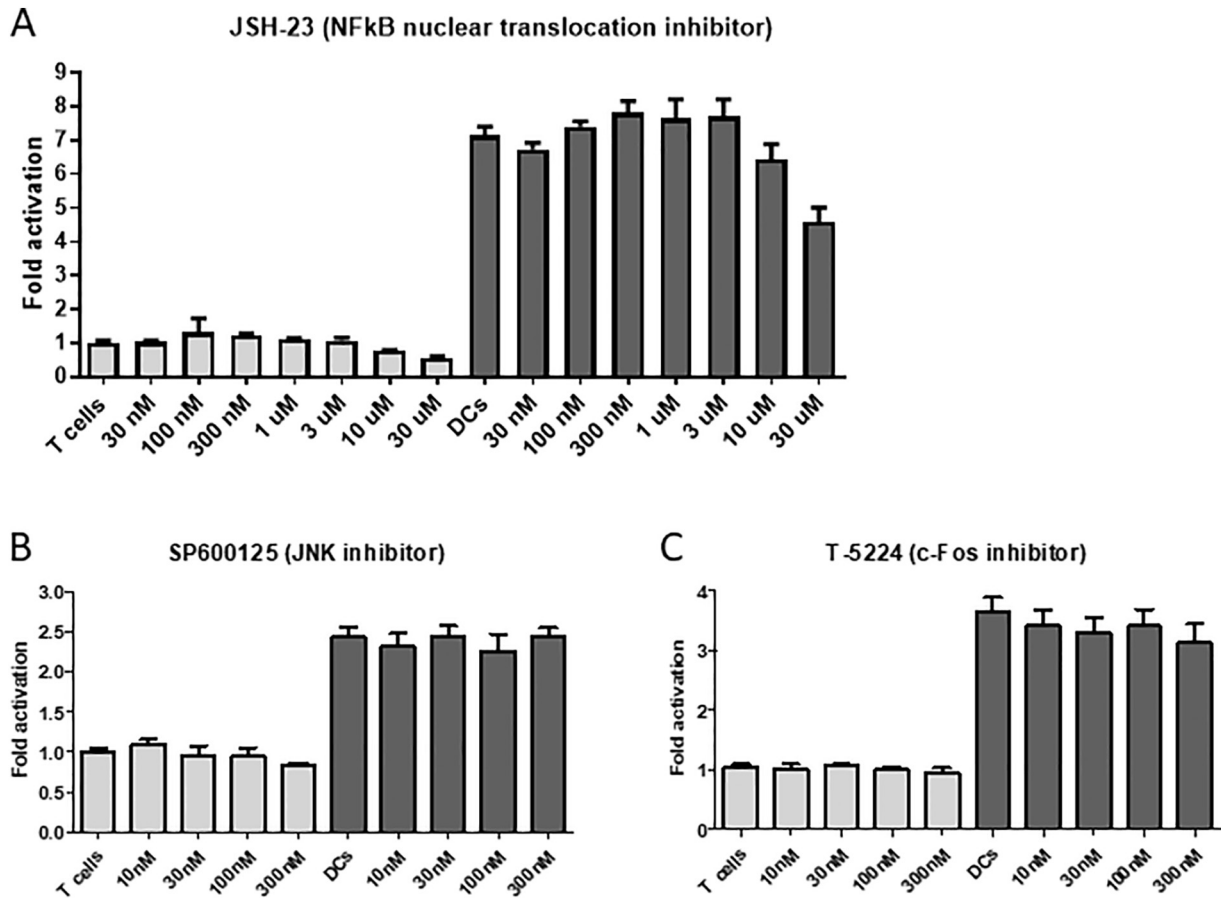 A
JSH-23 (NFkB nuclear translocation inhibitor)
Fold activation
9
8
7
6
5
4
3
2
1
0
T cells
30 nM
100 nM
300 nM
1 uM
3 uM
10 uM
30 uM
DCs
30 nM
100 nM
300 nM
1 uM
3 uM
10 uM
30 uM
B
SP600125 (JNK inhibitor)
Fold activation
3.0
2.5
2.0
1.5
1.0
0.5
0.0
T cells
10nM
30nM
100nM
300nM
DCs
10nM
30nM
100nM
300nM
C
T-5224 (c-Fos inhibitor)
Fold activation
4
3
2
1
0
T cells
10nM
30nM
100nM
300nM
DCs
10nM
30nM
100nM
300nM